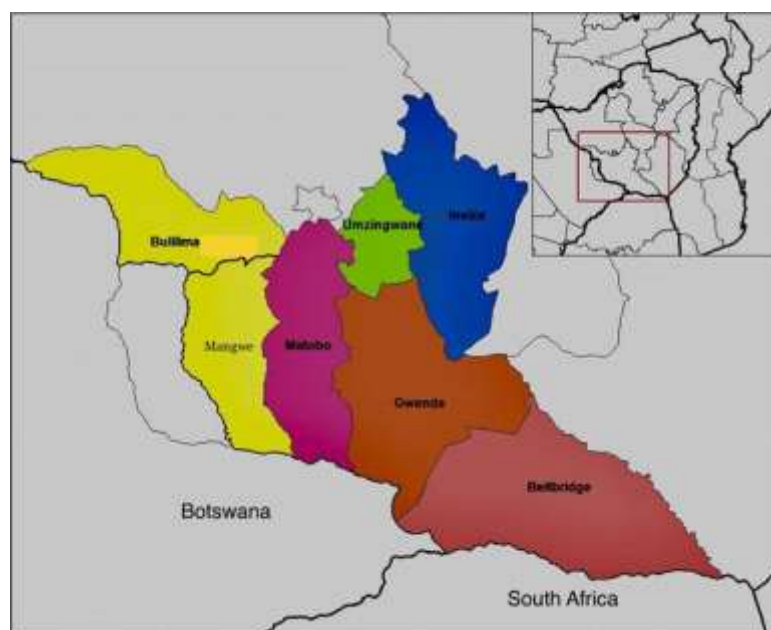 Umzingwane
Insiza
Bulilima
Mangwe
Matobo
Gwanda
Beitbridge
Botswana
South Africa